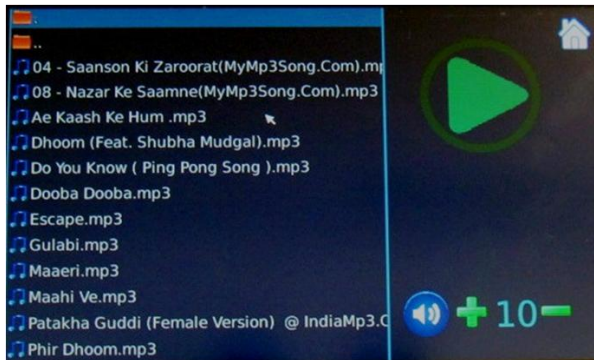 .
..
04 - Saanson Ki Zaroorat(MyMp3Song.Com).mp
08 - Nazar Ke Saamne(MyMp3Song.Com).mp3
Ae Kaash Ke Hum .mp3
Dhoom (Feat. Shubha Mudgal).mp3
Do You Know ( Ping Pong Song ).mp3
Dooba Dooba.mp3
Escape.mp3
Gulabi.mp3
Maaeri.mp3
Maahi Ve.mp3
Patakha Guddi (Female Version)  @ IndiaMp3.C
Phir Dhoom.mp3
10